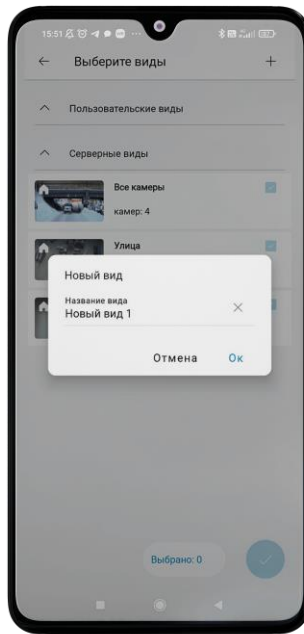 15:51
Выберите виды
Пользовательские виды
Серверные виды
Все камеры
камер: 4
Улица
Новый вид
Название вида
Новый вид 1
Отмена
Ок
Выбрано: 0